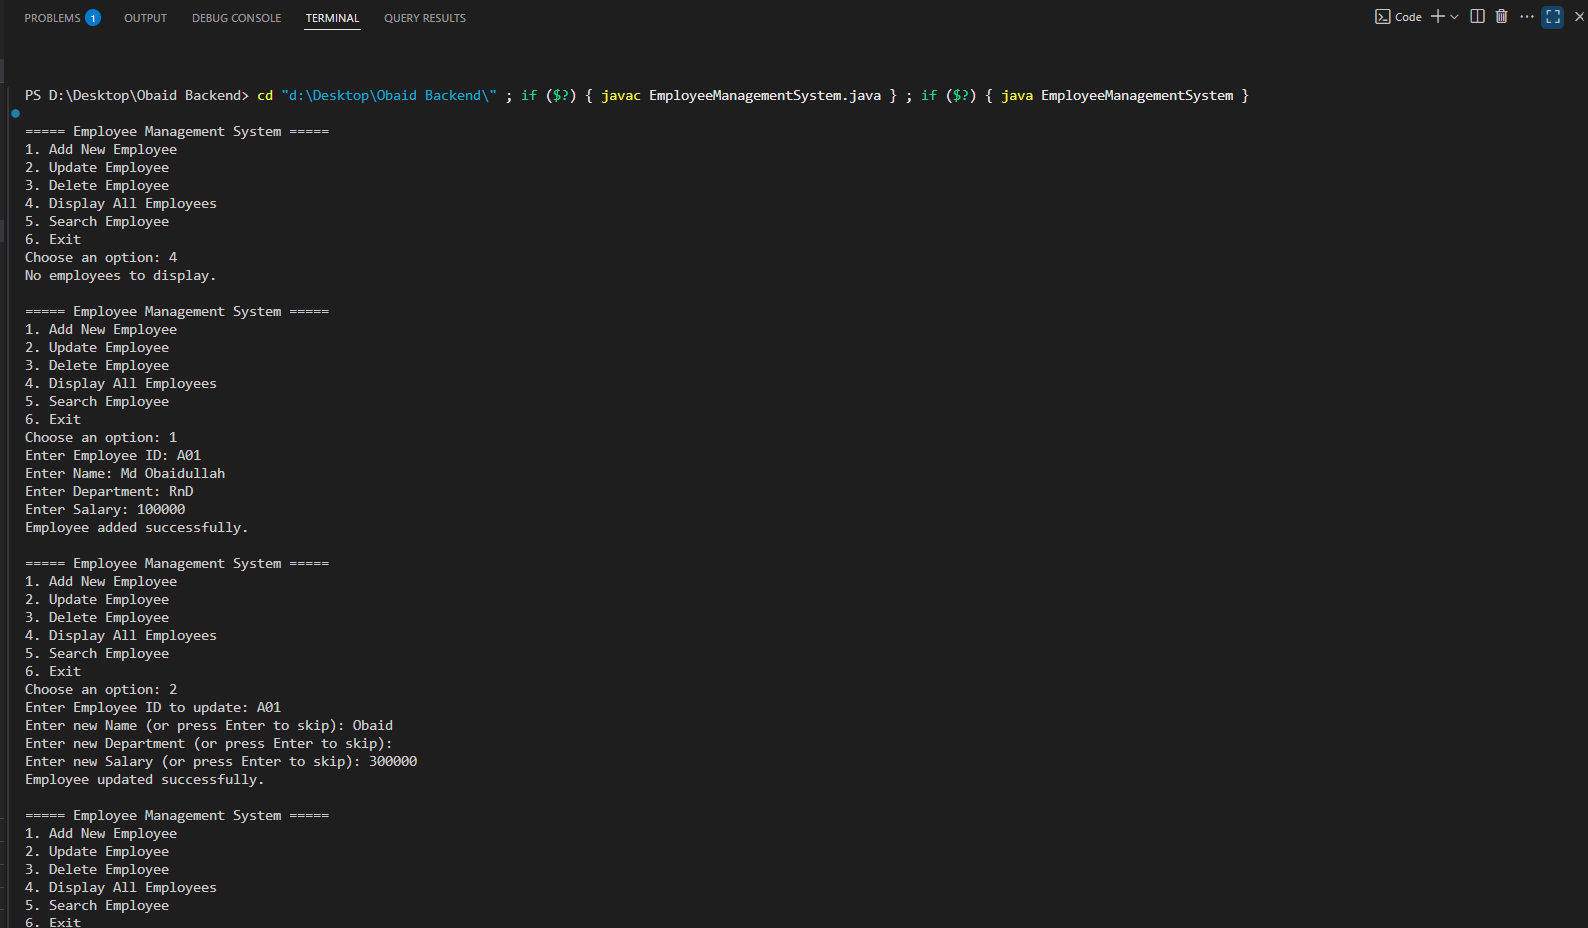 PROBLEMS 1 OUTPUT DEBUG CONSOLE TERMINAL QUERY RESULTS Code
PS D:\Desktop\Obaid Backend> cd "d:\Desktop\Obaid Backend\" ; if ($?) { javac EmployeeManagementSystem.java } ; if ($?) { java EmployeeManagementSystem }
===== Employee Management System =====
1. Add New Employee
2. Update Employee
3. Delete Employee
4. Display All Employees
5. Search Employee
6. Exit
Choose an option: 4
No employees to display.
===== Employee Management System =====
1. Add New Employee
2. Update Employee
3. Delete Employee
4. Display All Employees
5. Search Employee
6. Exit
Choose an option: 1
Enter Employee ID: A01
Enter Name: Md Obaidullah
Enter Department: RnD
Enter Salary: 100000
Employee added successfully.
===== Employee Management System =====
1. Add New Employee
2. Update Employee
3. Delete Employee
4. Display All Employees
5. Search Employee
6. Exit
Choose an option: 2
Enter Employee ID to update: A01
Enter new Name (or press Enter to skip): Obaid
Enter new Department (or press Enter to skip):
Enter new Salary (or press Enter to skip): 300000
Employee updated successfully.
===== Employee Management System =====
1. Add New Employee
2. Update Employee
3. Delete Employee
4. Display All Employees
5. Search Employee
6. Exit